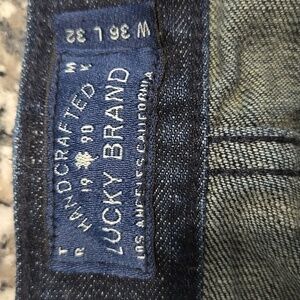 W 36 L 32
T R   M K
HANDCRAFTED
19 90
LUCKY BRAND
LOS ANGELES CALIFORNIA